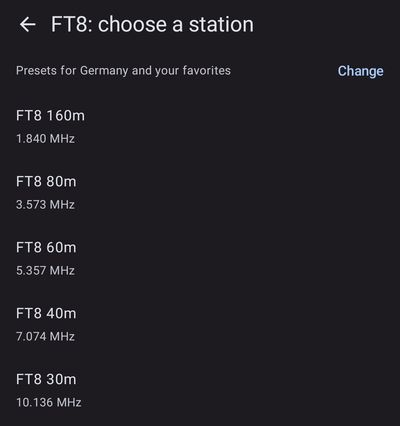 FT8: choose a station
Presets for Germany and your favorites
Change
FT8 160m
1.840 MHz
FT8 80m
3.573 MHz
FT8 60m
5.357 MHz
FT8 40m
7.074 MHz
FT8 30m
10.136 MHz